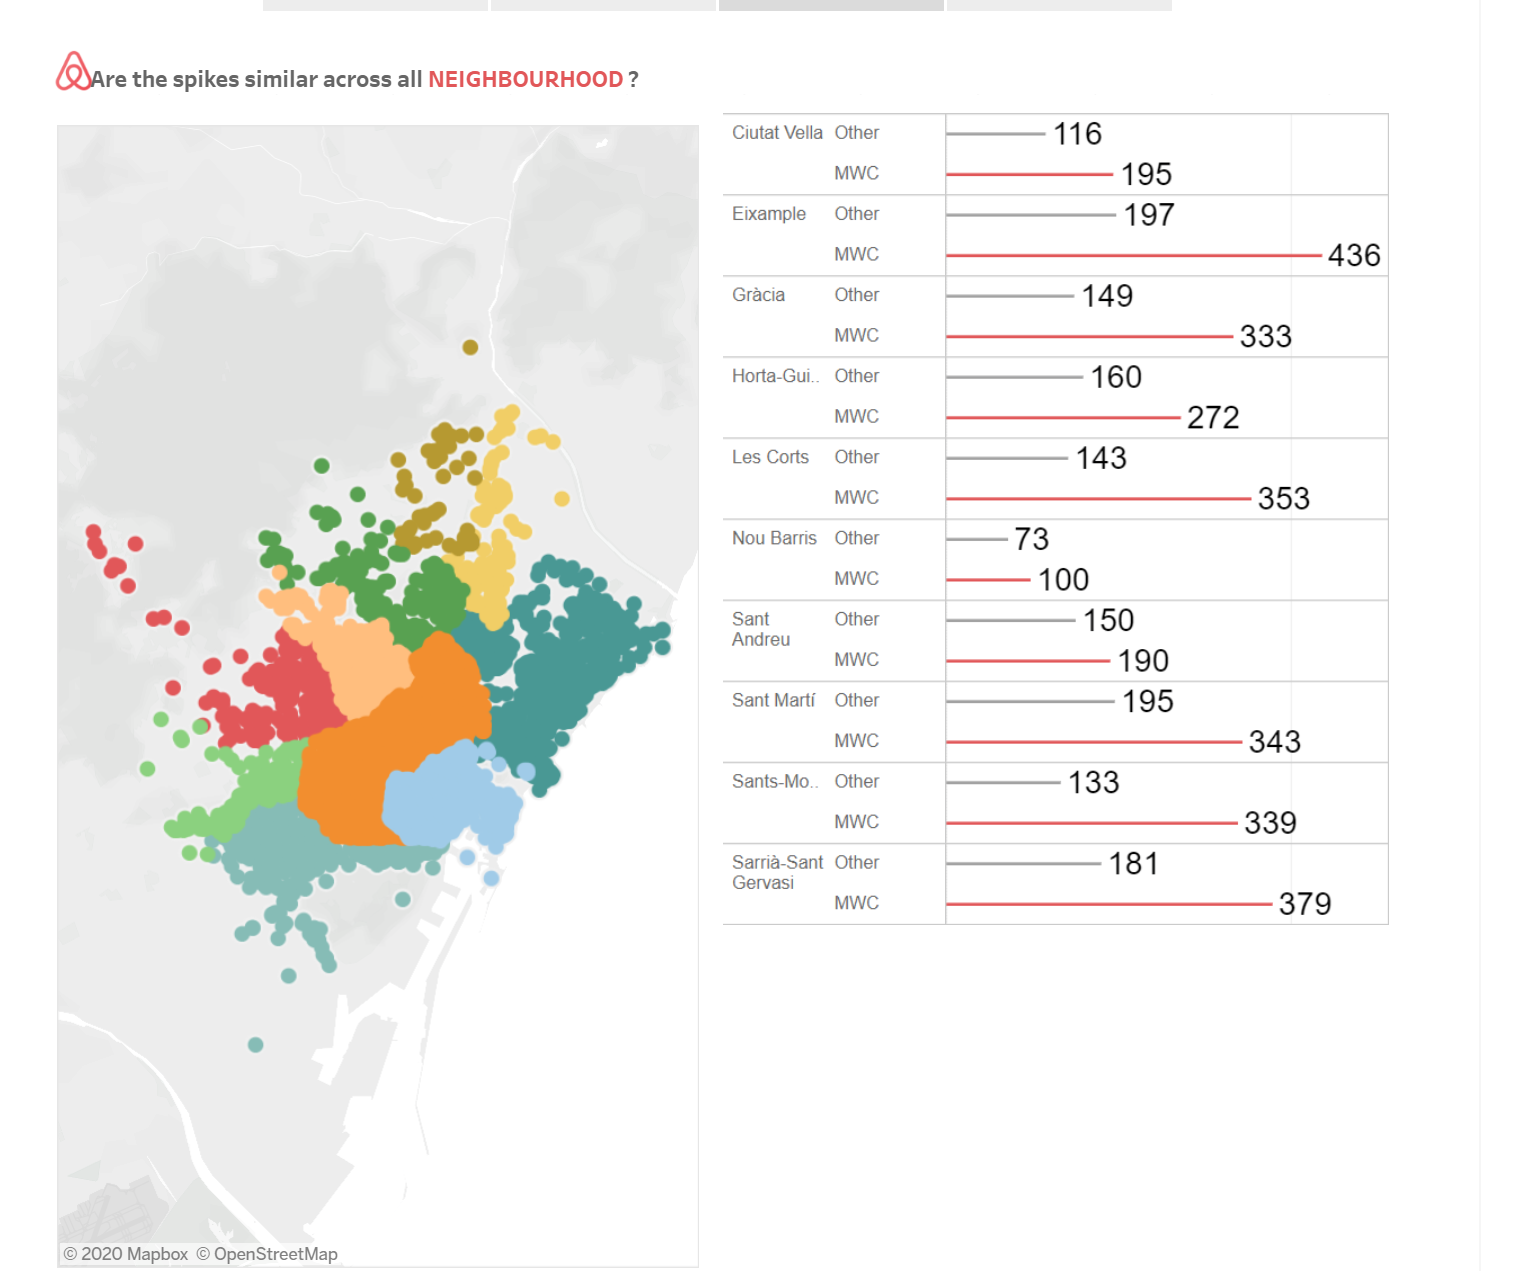 Are the spikes similar across all NEIGHBOURHOOD ?
Ciutat Vella Other 116
MWC 195
Eixample Other 197
MWC 436
Gràcia Other 149
MWC 333
Horta-Gui.. Other 160
MWC 272
Les Corts Other 143
MWC 353
Nou Barris Other 73
MWC 100
Sant Andreu Other 150
MWC 190
Sant Martí Other 195
MWC 343
Sants-Mo.. Other 133
MWC 339
Sarrià-Sant Gervasi Other 181
MWC 379
© 2020 Mapbox © OpenStreetMap